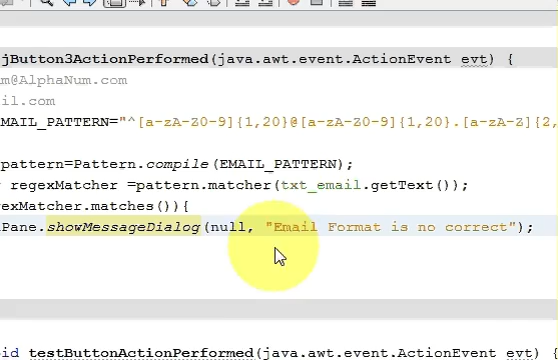 jButton3ActionPerformed(java.awt.event.ActionEvent evt) {
m@AlphaNum.com
il.com
MAIL_PATTERN="^[a-zA-Z0-9]{1,20}@[a-zA-Z0-9]{1,20}.[a-zA-Z]{2,
pattern=Pattern.compile(EMAIL_PATTERN);
r regexMatcher =pattern.matcher(txt_email.getText());
gexMatcher.matches()){
Pane.showMessageDialog(null, "Email Format is no correct");
id testButtonActionPerformed(java.awt.event.ActionEvent evt) {